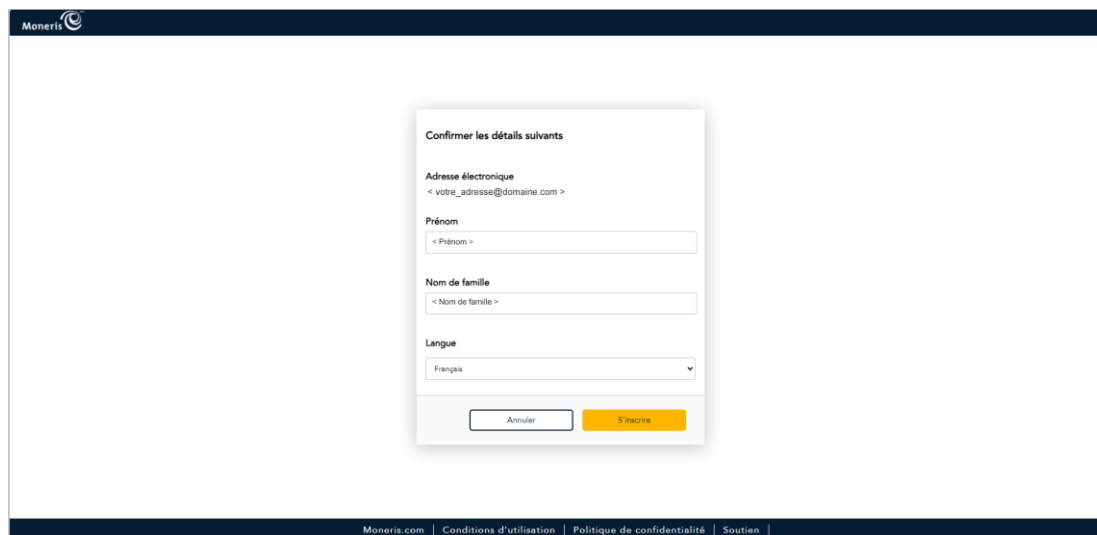 Moneris
Confirmer les détails suivants
Adresse électronique
< votre_adresse@domaine.com >
Prénom
< Prénom >
Nom de famille
< Nom de famille >
Langue
Français
Annuler
S'inscrire
Moneris.com | Conditions d'utilisation | Politique de confidentialité | Soutien |